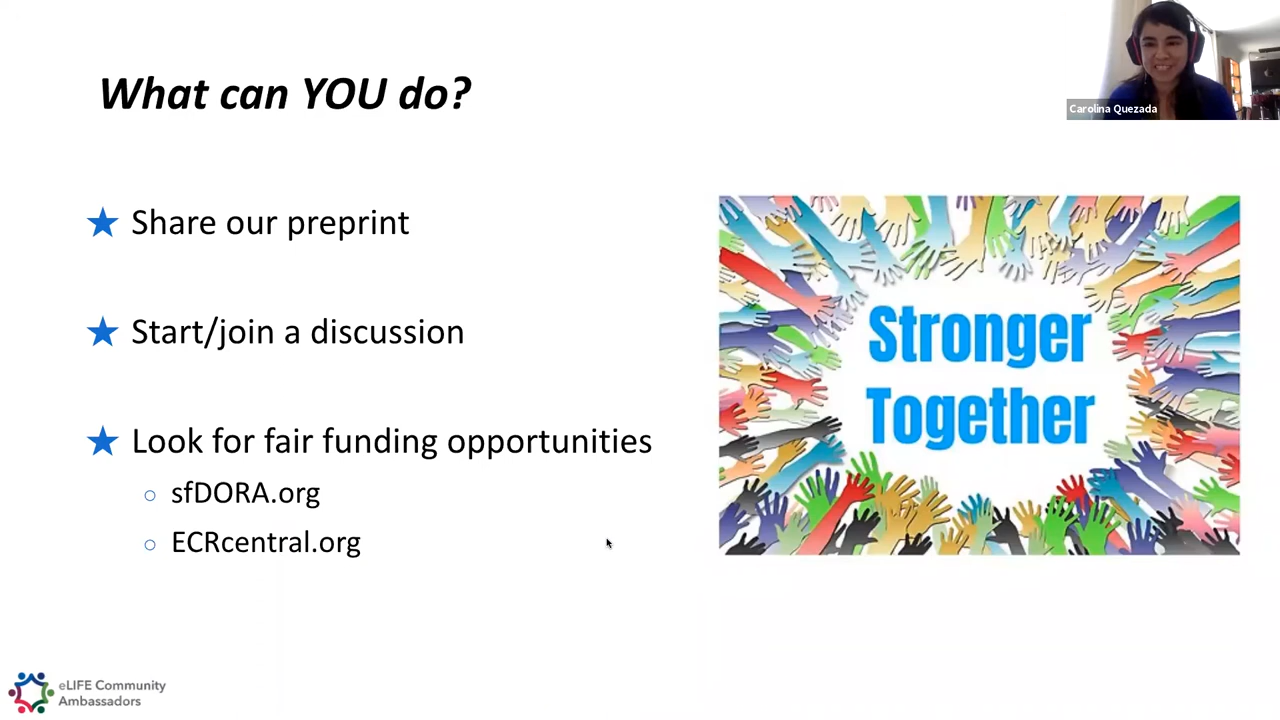 What can YOU do?
Carolina Quezada
★ Share our preprint
★ Start/join a discussion
★ Look for fair funding opportunities
○ sfDORA.org
○ ECRcentral.org
Stronger
Together
eLIFE Community
Ambassadors